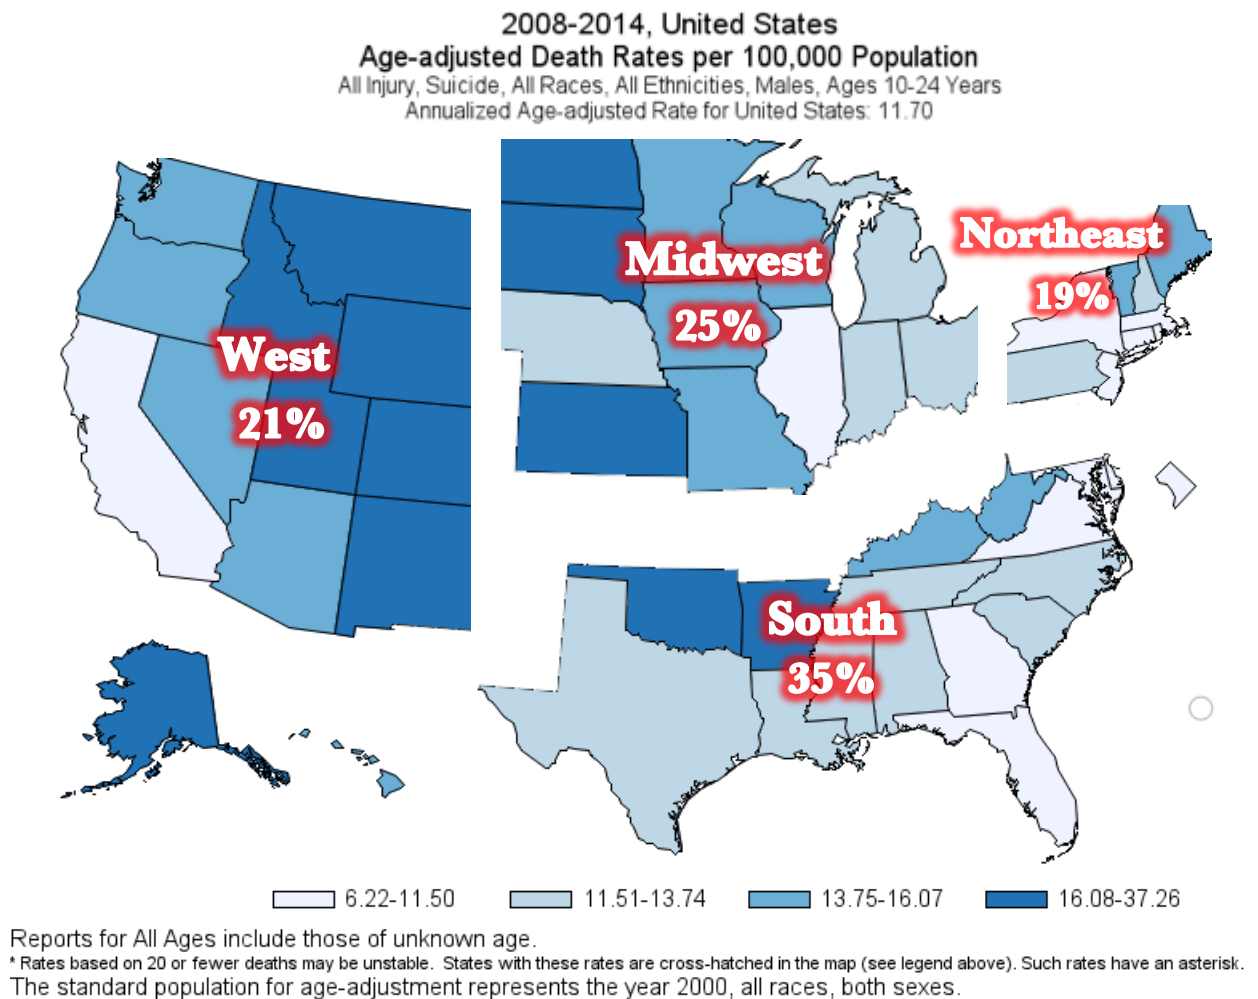 2008-2014, United States
Age-adjusted Death Rates per 100,000 Population
All Injury, Suicide, All Races, All Ethnicities, Males, Ages 10-24 Years
Annualized Age-adjusted Rate for United States: 11.70
Northeast
19%
Midwest
25%
West
21%
South
35%
6.22-11.50
11.51-13.74
13.75-16.07
16.08-37.26
Reports for All Ages include those of unknown age.
* Rates based on 20 or fewer deaths may be unstable. States with these rates are cross-hatched in the map (see legend above). Such rates have an asterisk.
The standard population for age-adjustment represents the year 2000, all races, both sexes.